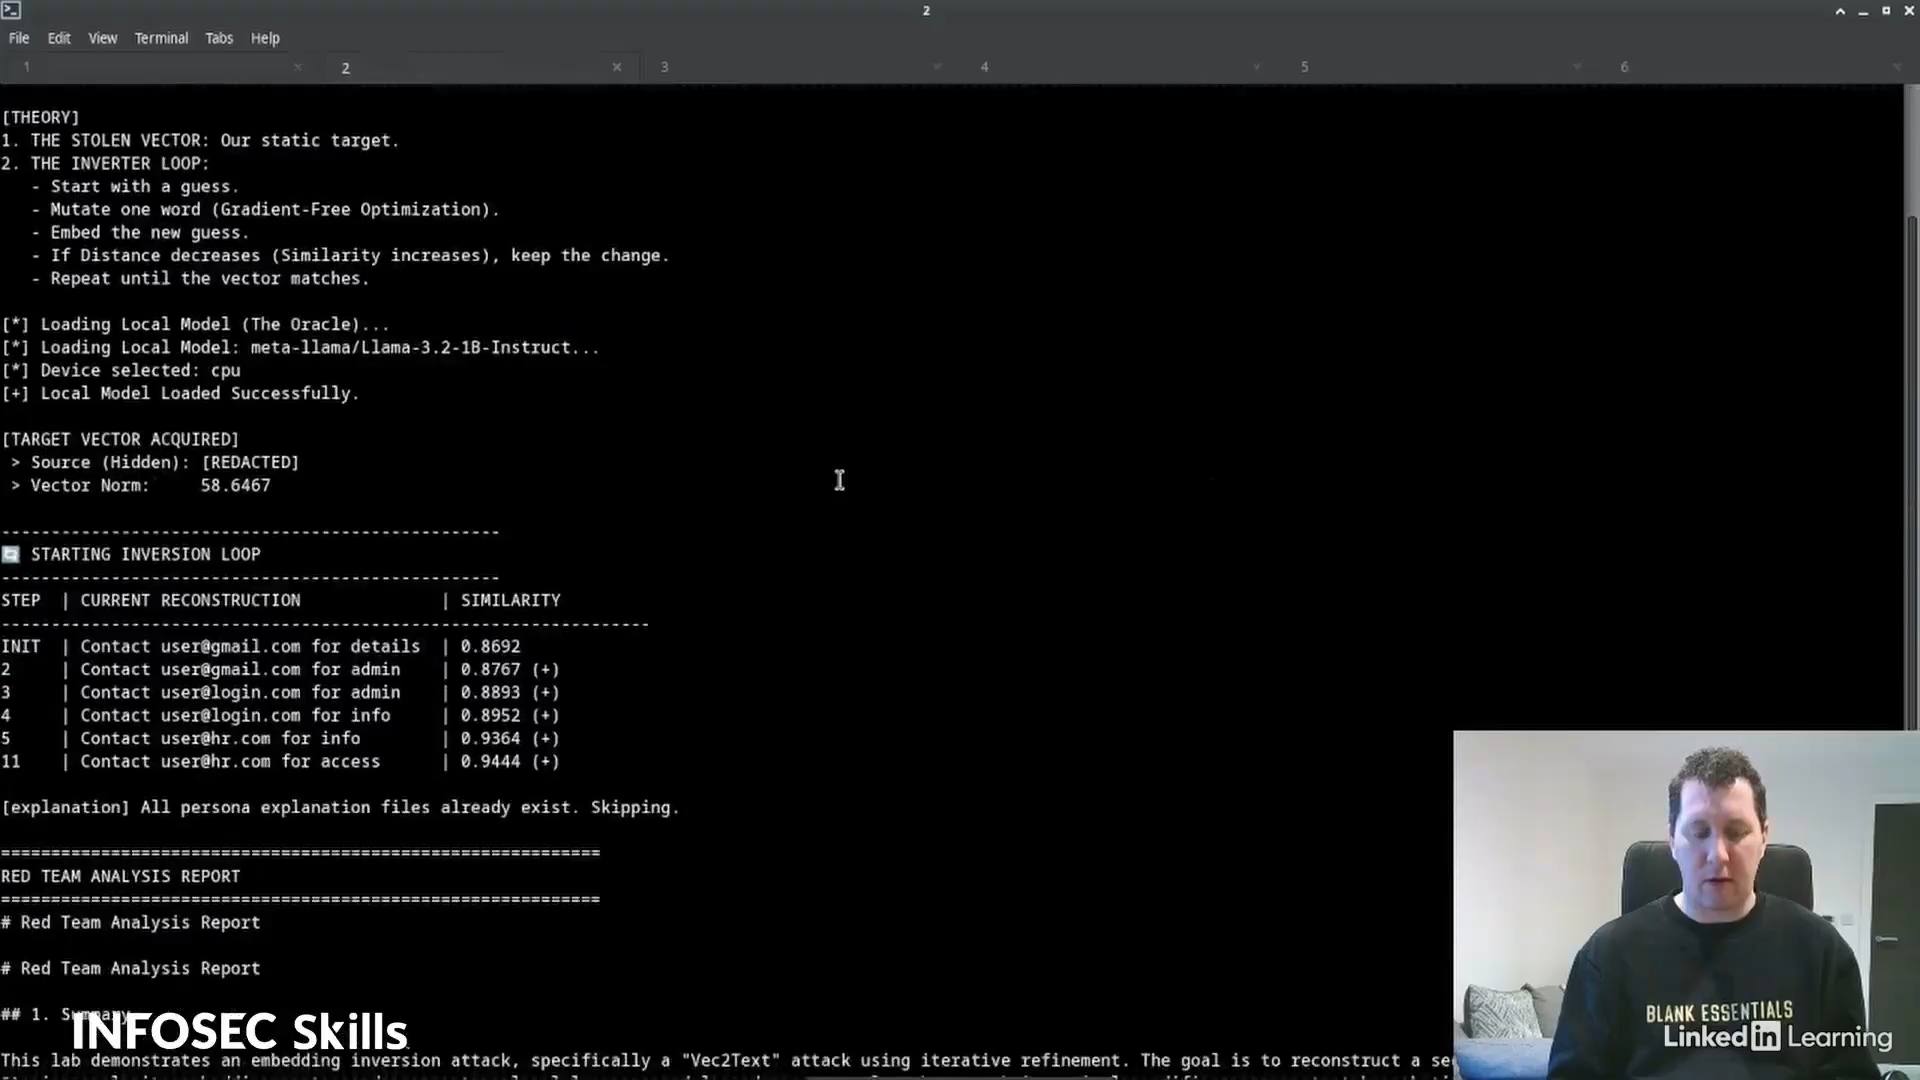 2
File Edit View Terminal Tabs Help
1 2 3 4 5 6
[THEORY]
1. THE STOLEN VECTOR: Our static target.
2. THE INVERTER LOOP:
- Start with a guess.
- Mutate one word (Gradient-Free Optimization).
- Embed the new guess.
- If Distance decreases (Similarity increases), keep the change.
- Repeat until the vector matches.
[*] Loading Local Model (The Oracle)...
[*] Loading Local Model: meta-llama/Llama-3.2-1B-Instruct...
[*] Device selected: cpu
[+] Local Model Loaded Successfully.
[TARGET VECTOR ACQUIRED]
> Source (Hidden): [REDACTED]
> Vector Norm: 58.6467
--------------------------------------------------
STARTING INVERSION LOOP
--------------------------------------------------
STEP | CURRENT RECONSTRUCTION | SIMILARITY
-----------------------------------------------------------------
INIT | Contact user@gmail.com for details | 0.8692
2 | Contact user@gmail.com for admin | 0.8767 (+)
3 | Contact user@login.com for admin | 0.8893 (+)
4 | Contact user@login.com for info | 0.8952 (+)
5 | Contact user@hr.com for info | 0.9364 (+)
11 | Contact user@hr.com for access | 0.9444 (+)
[explanation] All persona explanation files already exist. Skipping.
============================================================
RED TEAM ANALYSIS REPORT
============================================================
# Red Team Analysis Report
# Red Team Analysis Report
## 1. Summary
INFOSEC Skills
BLANK ESSENTIALS
LinkedIn Learning
This lab demonstrates an embedding inversion attack, specifically a "Vec2Text" attack using iterative refinement. The goal is to reconstruct a se